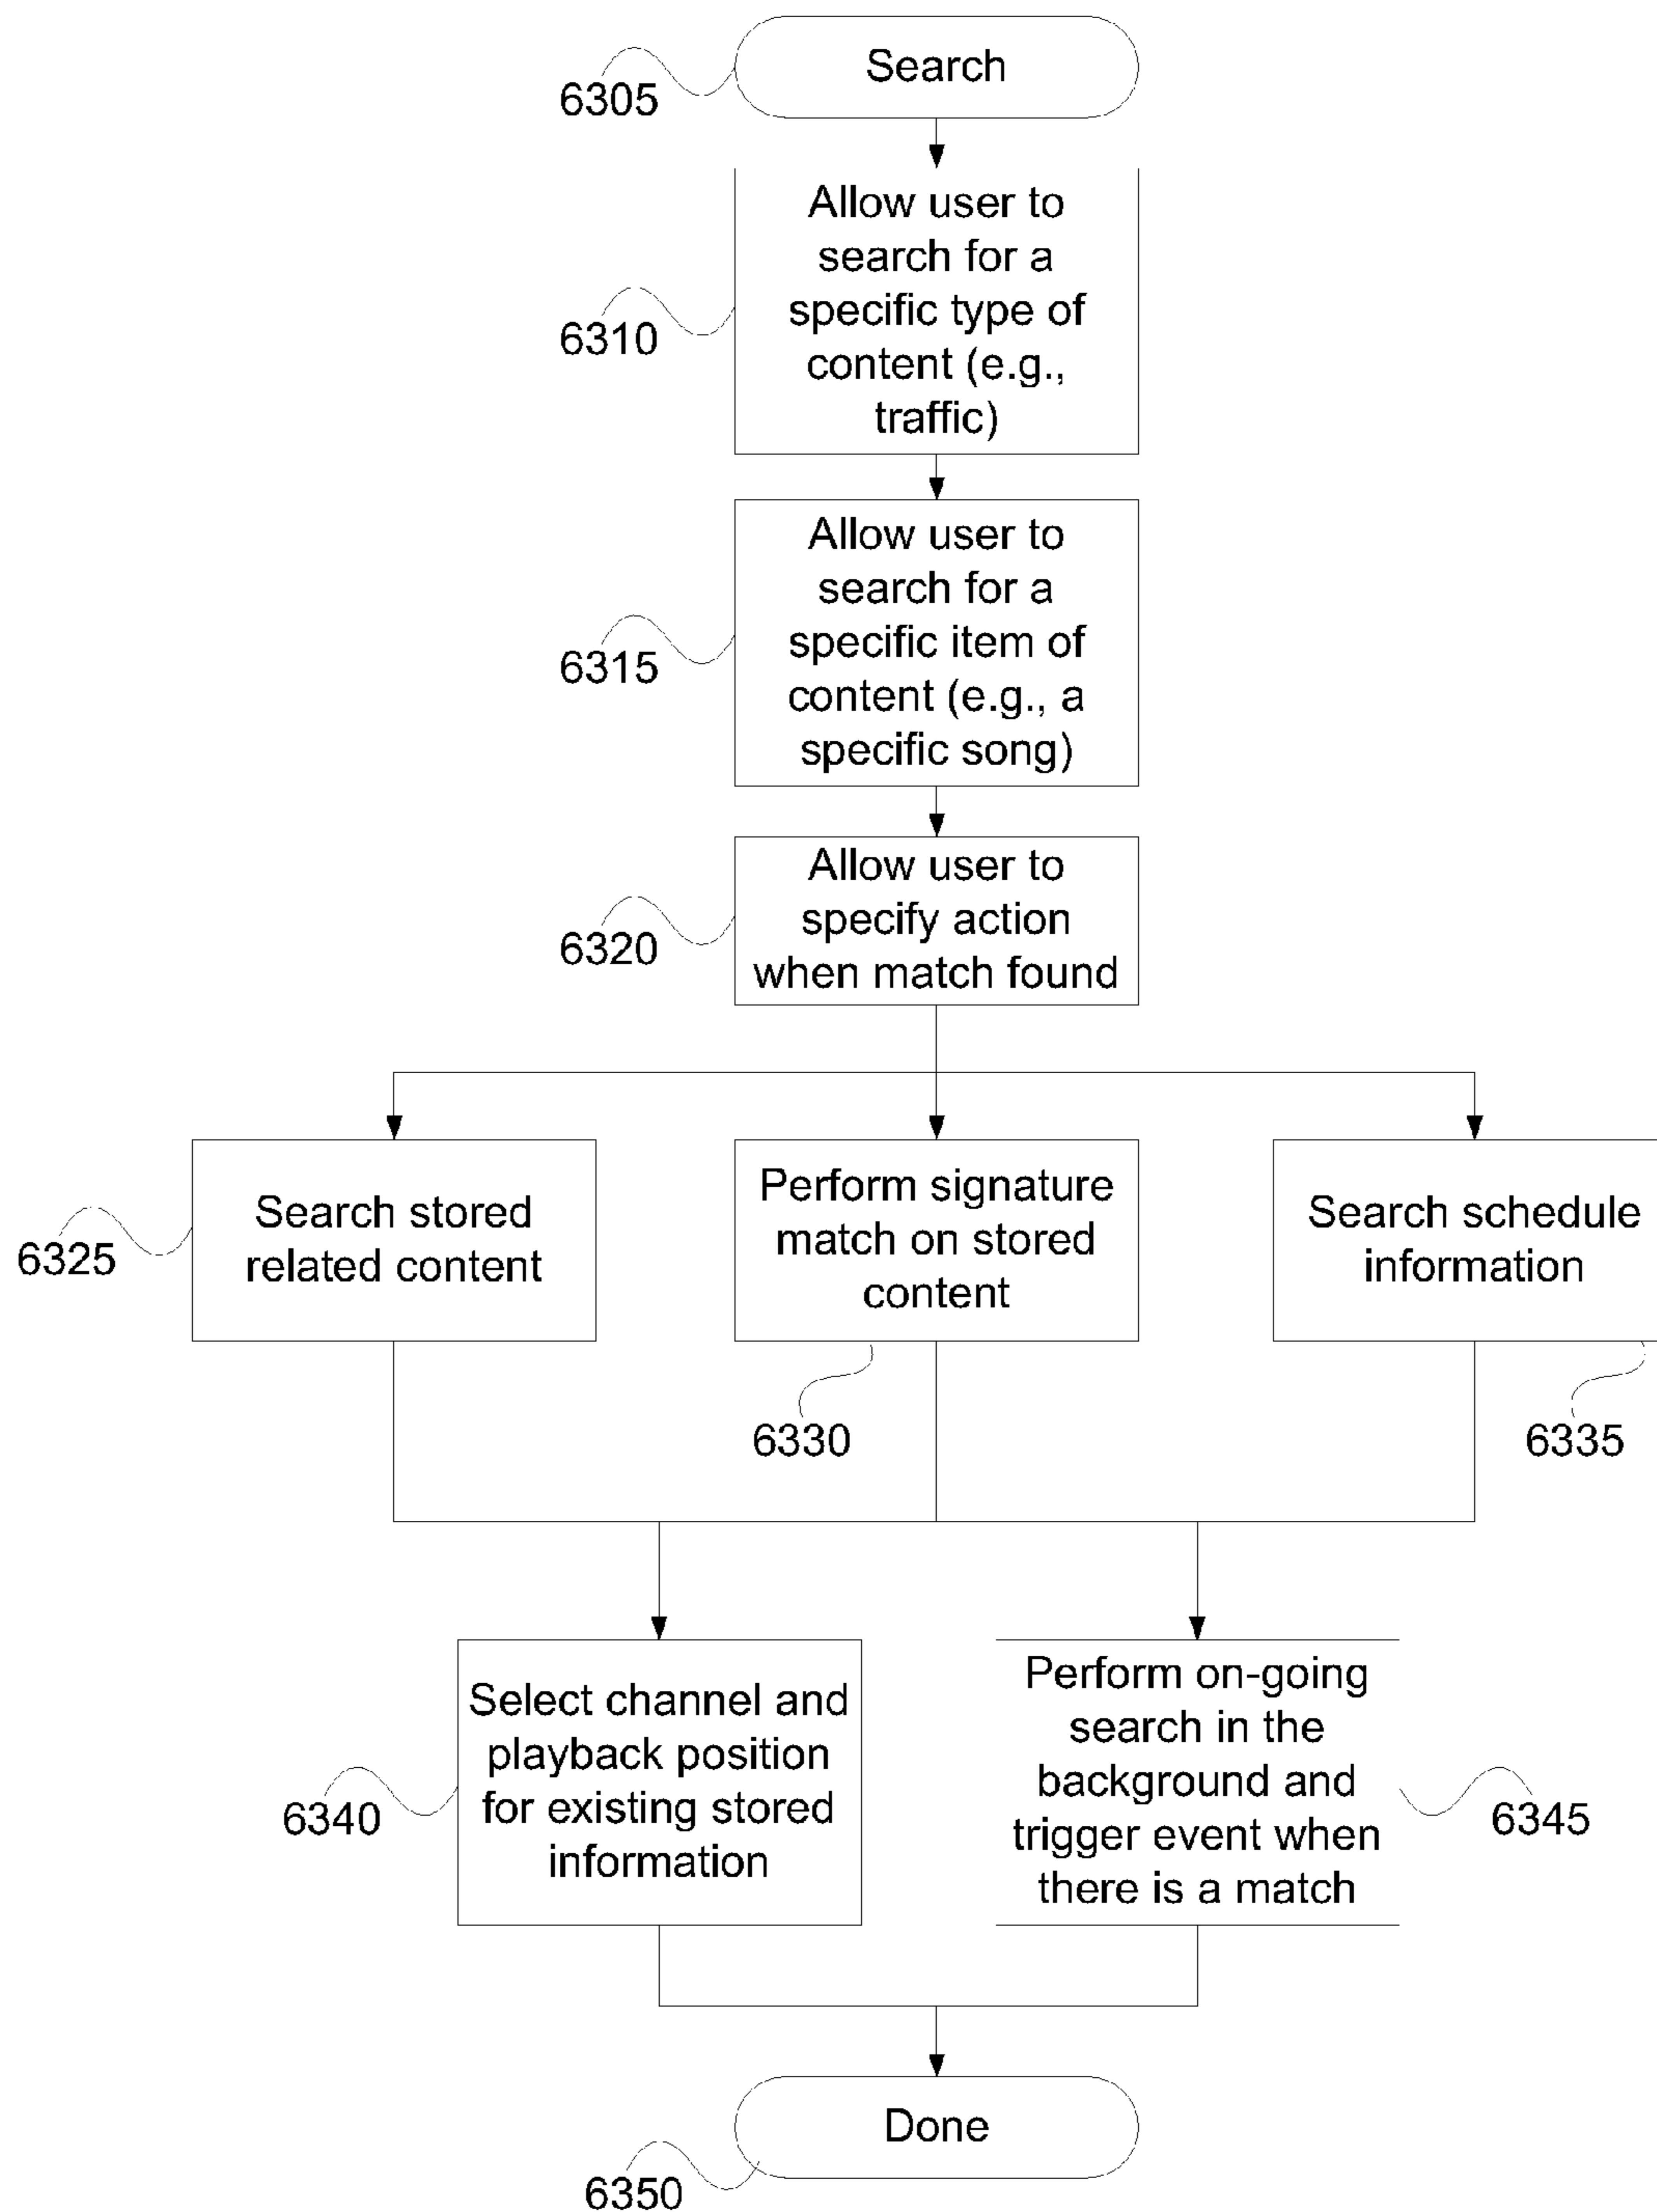 Search
6305
Allow user to
search for a
specific type of
content (e.g.,
traffic)
6310
Allow user to
search for a
specific item of
content (e.g., a
specific song)
6315
Allow user to
specify action
when match found
6320
Search stored
related content
6325
Perform signature
match on stored
content
6330
Search schedule
information
6335
Select channel and
playback position
for existing stored
information
6340
Perform on-going
search in the
background and
trigger event when
there is a match
6345
Done
6350